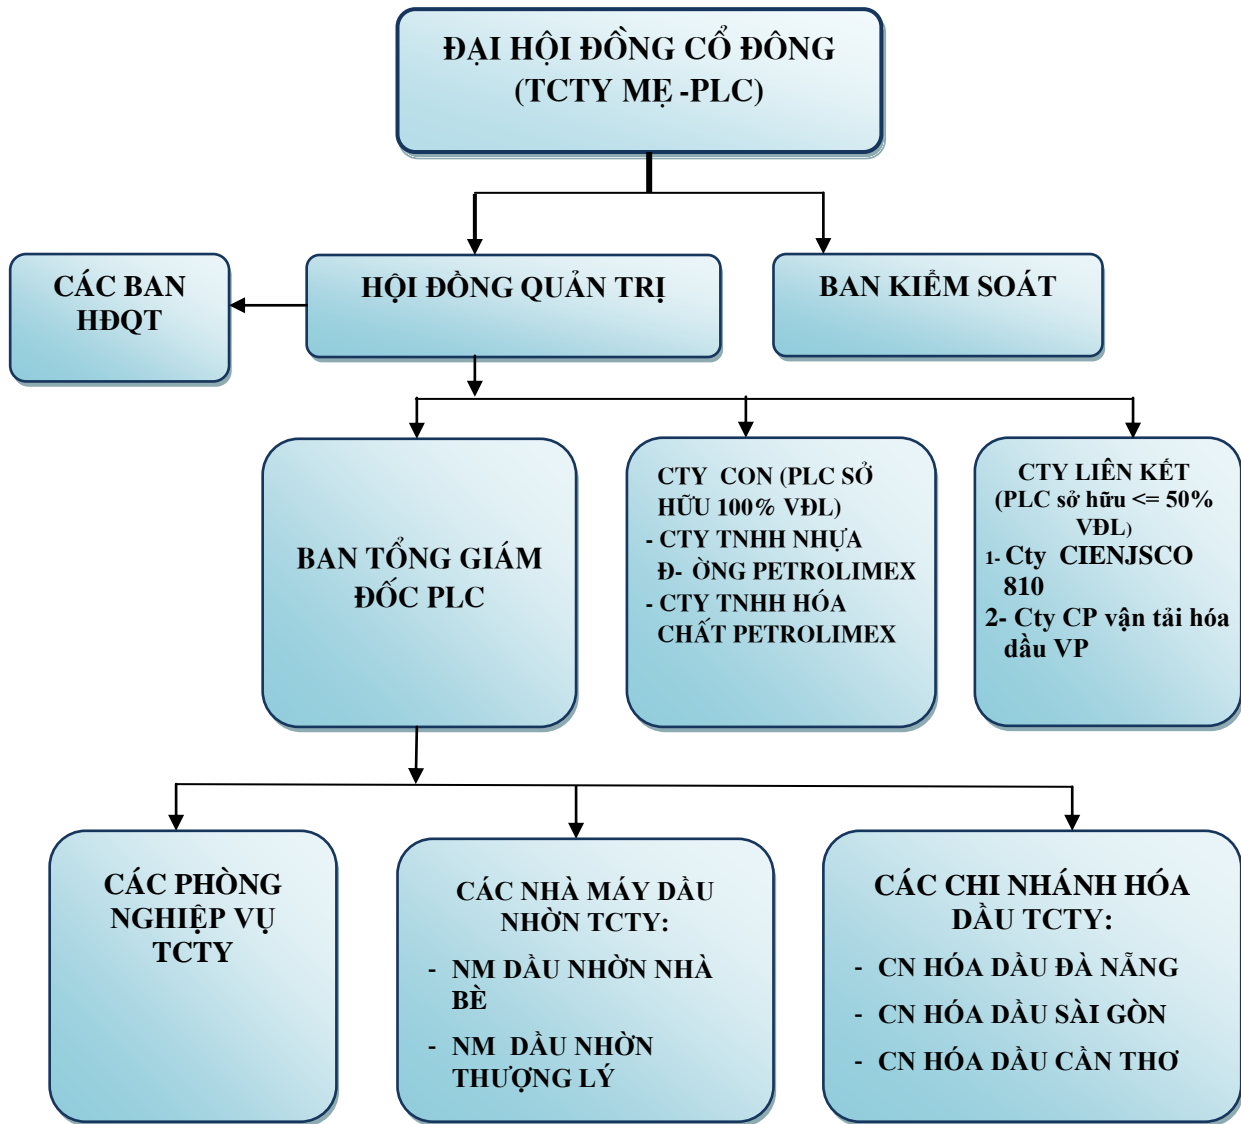 ĐẠI HỘI ĐỒNG CỔ ĐÔNG
(TCTY MẸ -PLC)
CÁC BAN
HĐQT
HỘI ĐỒNG QUẢN TRỊ
BAN KIỂM SOÁT
BAN TỔNG GIÁM
ĐỐC PLC
CTY CON (PLC SỞ
HỮU 100% VĐL)
- CTY TNHH NHỰA
Đ- ỜNG PETROLIMEX
- CTY TNHH HÓA
CHẤT PETROLIMEX
CTY LIÊN KẾT
(PLC sở hữu <= 50%
VĐL)
1- Cty CIENJSCO
810
2- Cty CP vận tải hóa
dầu VP
CÁC PHÒNG
NGHIỆP VỤ
TCTY
CÁC NHÀ MÁY DẦU
NHỜN TCTY:
- NM DẦU NHỜN NHÀ
BÈ
- NM DẦU NHỜN
THƯỢNG LÝ
CÁC CHI NHÁNH HÓA
DẦU TCTY:
- CN HÓA DẦU ĐÀ NẴNG
- CN HÓA DẦU SÀI GÒN
- CN HÓA DẦU CẦN THƠ